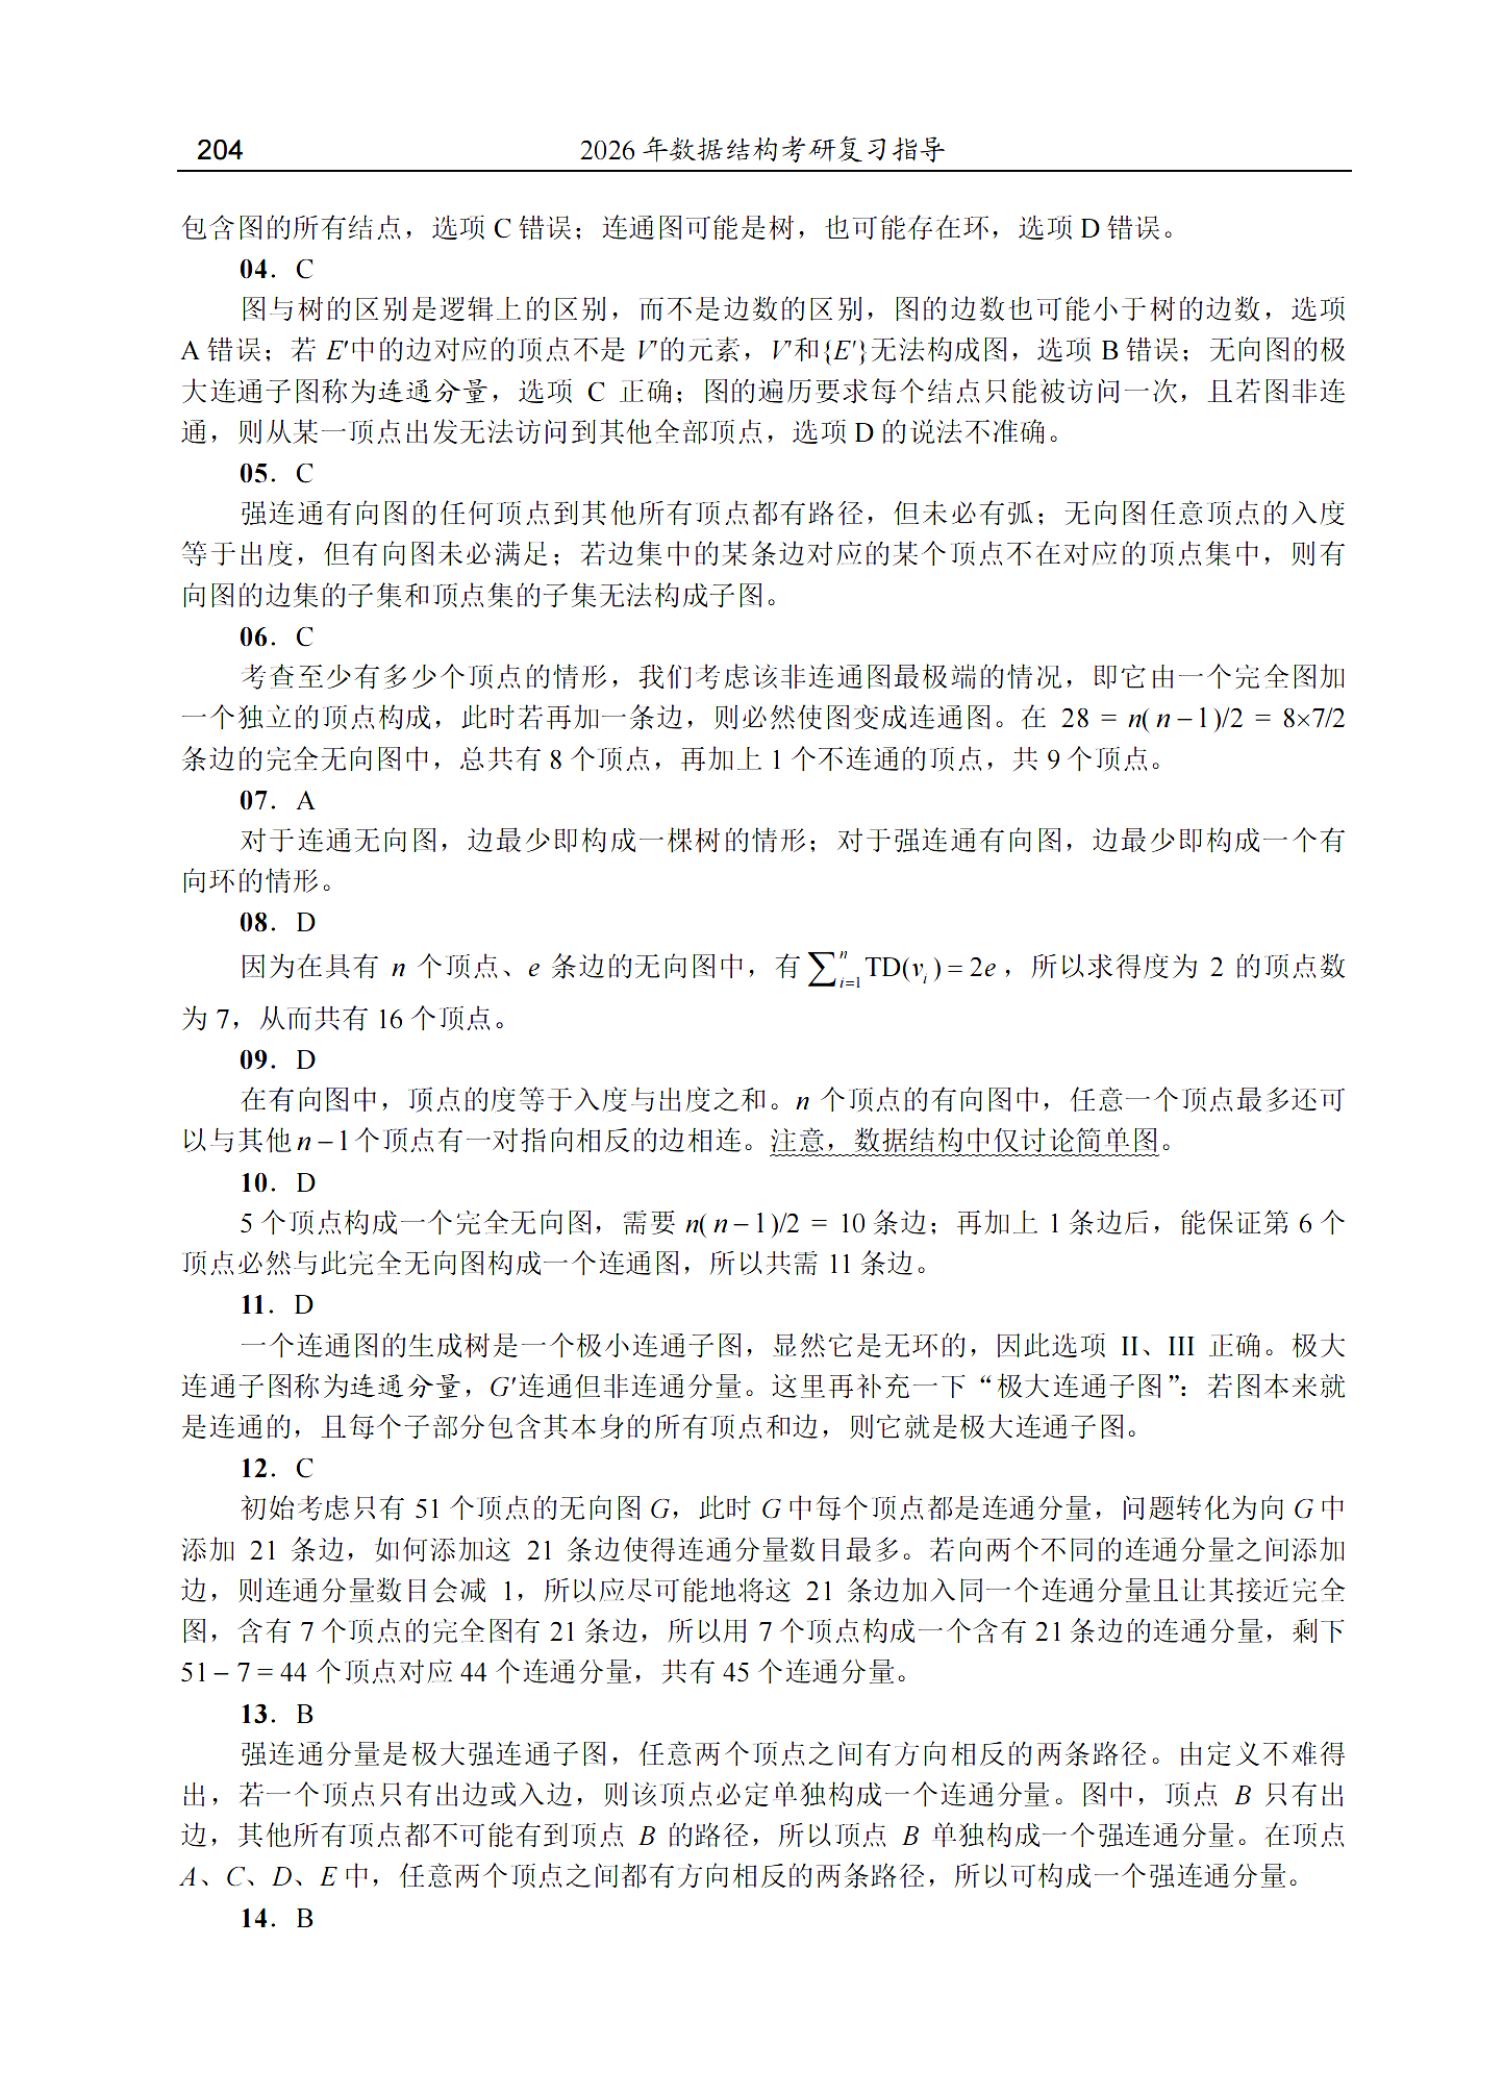 204
2026 年数据结构考研复习指导
包含图的所有结点，选项 C 错误；连通图可能是树，也可能存在环，选项 D 错误。
04．C
图与树的区别是逻辑上的区别，而不是边数的区别，图的边数也可能小于树的边数，选项
A 错误；若 E′中的边对应的顶点不是 V′的元素，V′和{E′}无法构成图，选项 B 错误；无向图的极
大连通子图称为连通分量，选项 C 正确；图的遍历要求每个结点只能被访问一次，且若图非连
通，则从某一顶点出发无法访问到其他全部顶点，选项 D 的说法不准确。
05．C
强连通有向图的任何顶点到其他所有顶点都有路径，但未必有弧；无向图任意顶点的入度
等于出度，但有向图未必满足；若边集中的某条边对应的某个顶点不在对应的顶点集中，则有
向图的边集的子集和顶点集的子集无法构成子图。
06．C
考查至少有多少个顶点的情形，我们考虑该非连通图最极端的情况，即它由一个完全图加
一个独立的顶点构成，此时若再加一条边，则必然使图变成连通图。在 28 = n(n－1)/2 = 8×7/2
条边的完全无向图中，总共有 8 个顶点，再加上 1 个不连通的顶点，共 9 个顶点。
07．A
对于连通无向图，边最少即构成一棵树的情形；对于强连通有向图，边最少即构成一个有
向环的情形。
08．D
因为在具有 n 个顶点、e 条边的无向图中，有 ∑ⁿᵢ₌₁ TD(vᵢ) = 2e，所以求得度为 2 的顶点数
为 7，从而共有 16 个顶点。
09．D
在有向图中，顶点的度等于入度与出度之和。n 个顶点的有向图中，任意一个顶点最多还可
以与其他 n－1 个顶点有一对指向相反的边相连。注意，数据结构中仅讨论简单图。
10．D
5 个顶点构成一个完全无向图，需要 n(n－1)/2 = 10 条边；再加上 1 条边后，能保证第 6 个
顶点必然与此完全无向图构成一个连通图，所以共需 11 条边。
11．D
一个连通图的生成树是一个极小连通子图，显然它是无环的，因此选项 II、III 正确。极大
连通子图称为连通分量，G′连通但非连通分量。这里再补充一下“极大连通子图”：若图本来就
是连通的，且每个子部分包含其本身的所有顶点和边，则它就是极大连通子图。
12．C
初始考虑只有 51 个顶点的无向图 G，此时 G 中每个顶点都是连通分量，问题转化为向 G 中
添加 21 条边，如何添加这 21 条边使得连通分量数目最多。若向两个不同的连通分量之间添加
边，则连通分量数目会减 1，所以应尽可能地将这 21 条边加入同一个连通分量且让其接近完全
图，含有 7 个顶点的完全图有 21 条边，所以用 7 个顶点构成一个含有 21 条边的连通分量，剩下
51－7 = 44 个顶点对应 44 个连通分量，共有 45 个连通分量。
13．B
强连通分量是极大强连通子图，任意两个顶点之间有方向相反的两条路径。由定义不难得
出，若一个顶点只有出边或入边，则该顶点必定单独构成一个连通分量。图中，顶点 B 只有出
边，其他所有顶点都不可能有到顶点 B 的路径，所以顶点 B 单独构成一个强连通分量。在顶点
A、C、D、E 中，任意两个顶点之间都有方向相反的两条路径，所以可构成一个强连通分量。
14．B